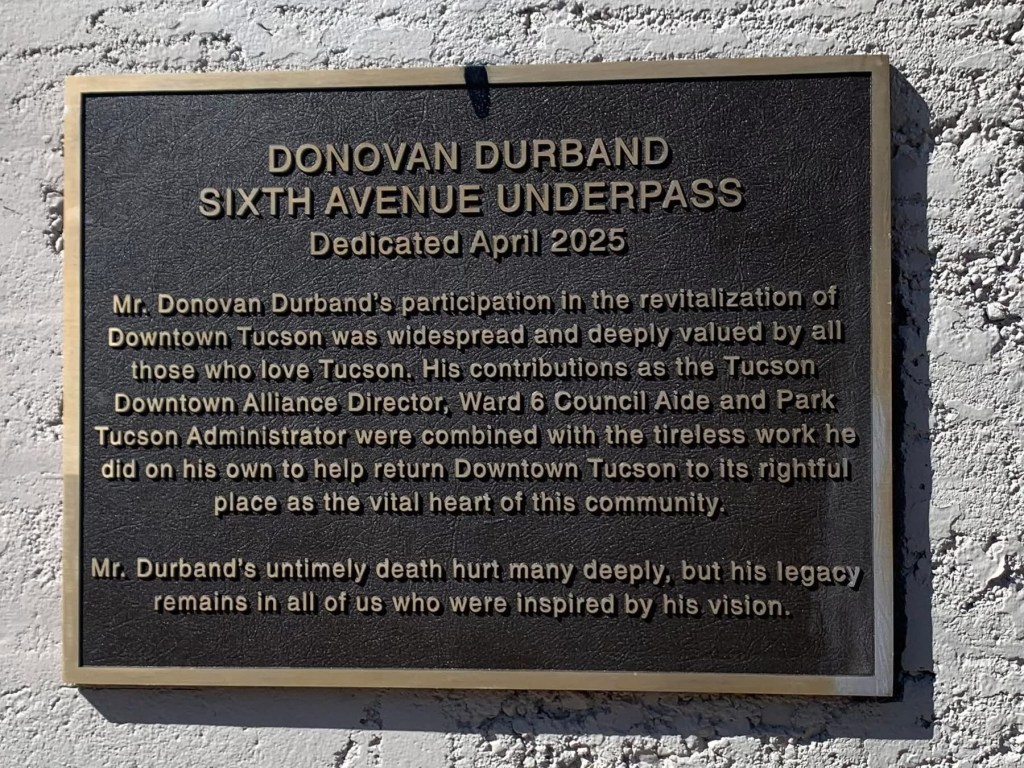 DONOVAN DURBAND
SIXTH AVENUE UNDERPASS
Dedicated April 2025
Mr. Donovan Durband's participation in the revitalization of
Downtown Tucson was widespread and deeply valued by all
those who love Tucson. His contributions as the Tucson
Downtown Alliance Director, Ward 6 Council Aide and Park
Tucson Administrator were combined with the tireless work he
did on his own to help return Downtown Tucson to its rightful
place as the vital heart of this community.
Mr. Durband's untimely death hurt many deeply, but his legacy
remains in all of us who were inspired by his vision.